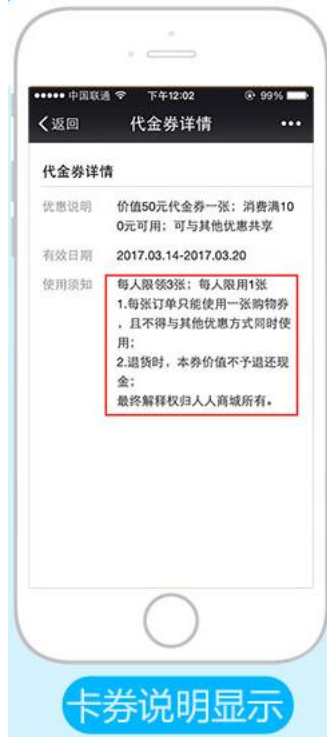 中国联通 下午12:02 99%
返回 代金券详情
代金券详情
优惠说明 价值50元代金券一张；消费满10
0元可用；可与其他优惠共享
有效日期 2017.03.14-2017.03.20
使用须知 每人限领3张；每人限用1张
1.每张订单只能使用一张购物券
，且不得与其他优惠方式同时使
用；
2.退货时，本券价值不予退还现
金；
最终解释权归人人商城所有。
卡券说明显示